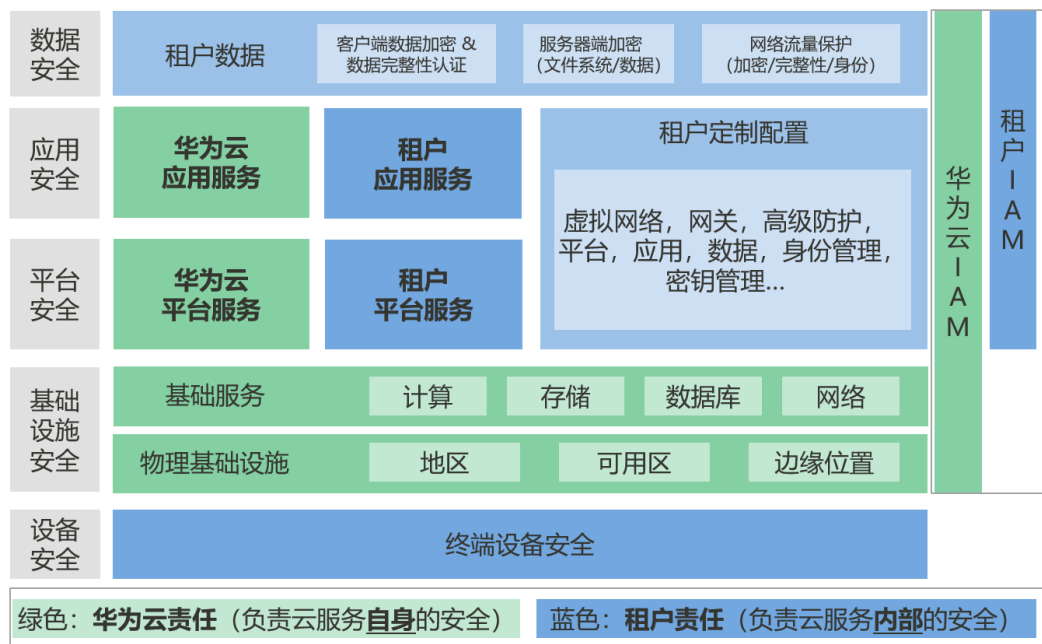 数据
安全
租户数据
客户端数据加密 &
数据完整性认证
服务器端加密
（文件系统/数据）
网络流量保护
（加密/完整性/身份）
应用
安全
华为云
应用服务
租户
应用服务
租户定制配置
虚拟网络，网关，高级防护，
平台，应用，数据，身份管理，
密钥管理...
平台
安全
华为云
平台服务
租户
平台服务
基础
设施
安全
基础服务
计算
存储
数据库
网络
物理基础设施
地区
可用区
边缘位置
华为云IAM
租户IAM
设备
安全
终端设备安全
绿色：华为云责任（负责云服务自身的安全）
蓝色：租户责任（负责云服务内部的安全）